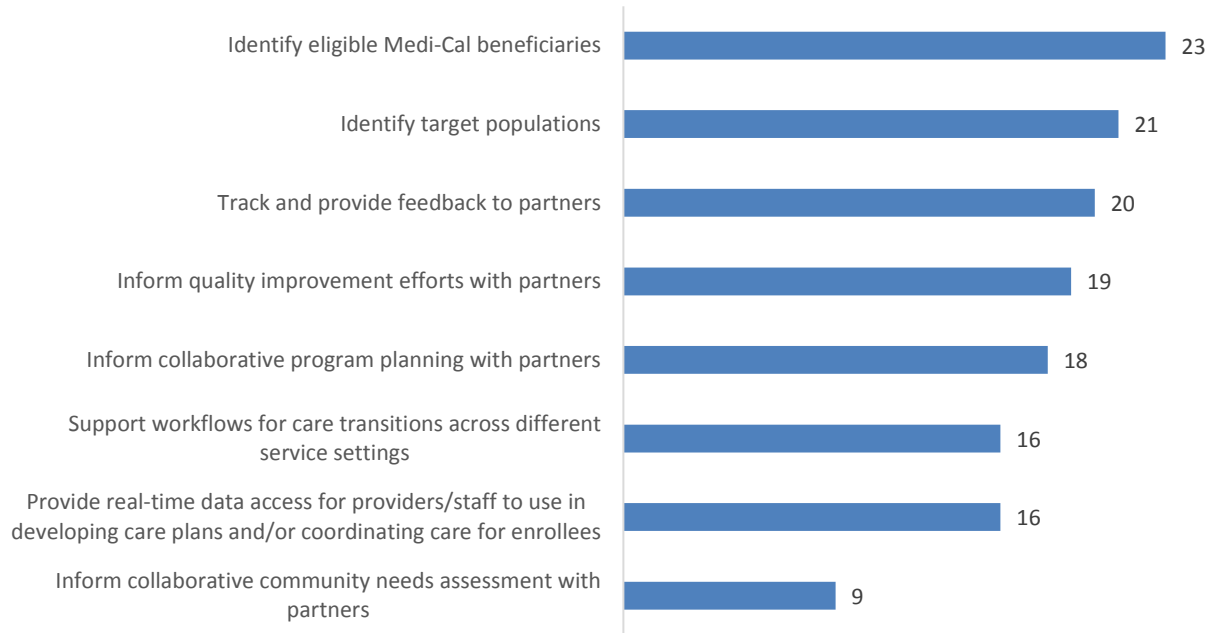 Identify eligible Medi-Cal beneficiaries 23
Identify target populations 21
Track and provide feedback to partners 20
Inform quality improvement efforts with partners 19
Inform collaborative program planning with partners 18
Support workflows for care transitions across different
service settings 16
Provide real-time data access for providers/staff to use in
developing care plans and/or coordinating care for enrollees 16
Inform collaborative community needs assessment with
partners 9